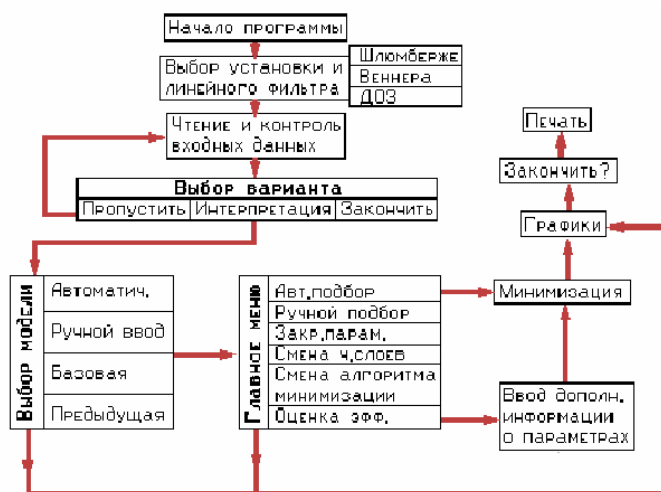 Начало программы
Выбор установки и
линейного фильтра
Шлюмберже
Веннера
ДОЗ
Чтение и контроль
входных данных
Выбор варианта
Пропустить Интерпретация Закончить
Печать
Закончить?
Графики
Минимизация
Выбор модели
Автоматич.
Ручной ввод
Базовая
Предыдущая
Главное меню
Авт.подбор
Ручной подбор
Закр.парам.
Смена ч.слоев
Смена алгоритма
минимизации
Оценка эфф.
Ввод дополн.
информации
о параметрах